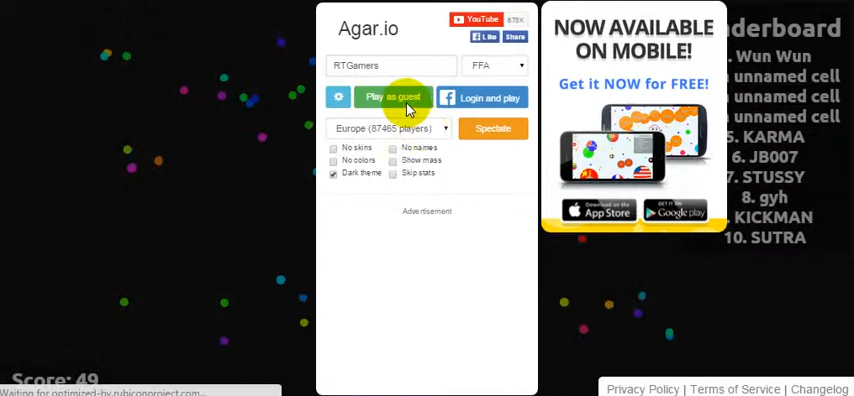 Agar.io
YouTube 678K
Like Share
RTGamers
FFA
Play as guest
Login and play
Europe (87465 players)
Spectate
No skins No names
No colors Show mass
Dark theme Skip stats
Advertisement
NOW AVAILABLE
ON MOBILE!
Get it NOW for FREE!
Download on the
App Store
GET IT ON
Google play
derboard
. Wun Wun
unnamed cell
unnamed cell
unnamed cell
5. KARMA
6. JB007
7. STUSSY
8. gyh
. KICKMAN
10. SUTRA
Score: 49
Waiting for optimized-by.rubiconproject.com...
Privacy Policy | Terms of Service | Changelog